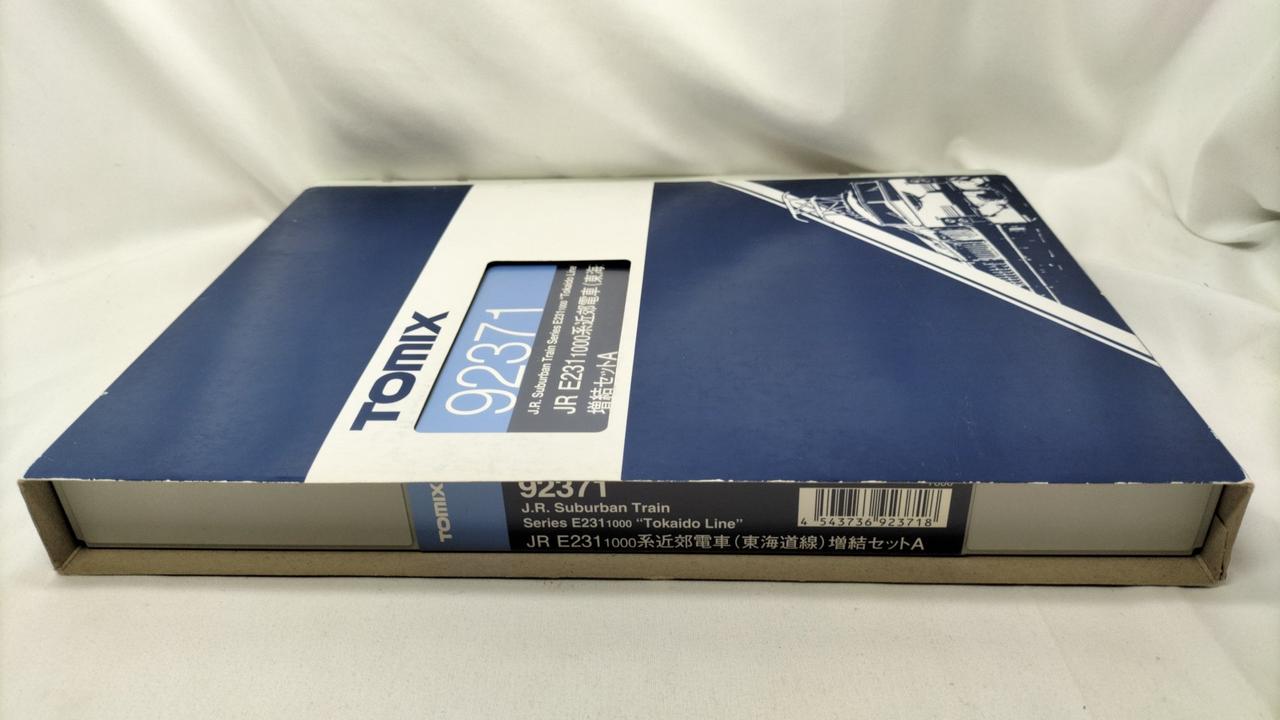 TOMIX
92371
J.R. Suburban Train Series E231 1000 "Tokaido Line
JR E231 1000系近郊電車(東海
増結セットA
TOMIX
92371
J.R. Suburban Train
Series E231 1000 “Tokaido Line”
JR E231 1000系近郊電車(東海道線)増結セットA
4 543736 923718